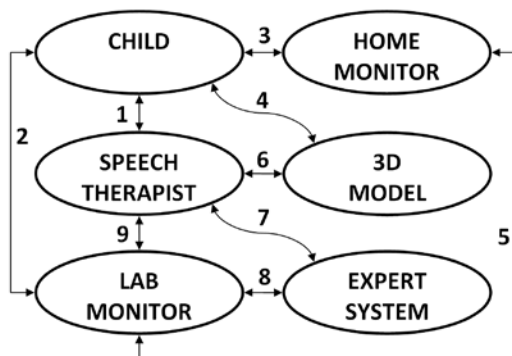 CHILD
3
HOME
MONITOR
1
4
2
SPEECH
THERAPIST
6
3D
MODEL
9
7
5
LAB
MONITOR
8
EXPERT
SYSTEM